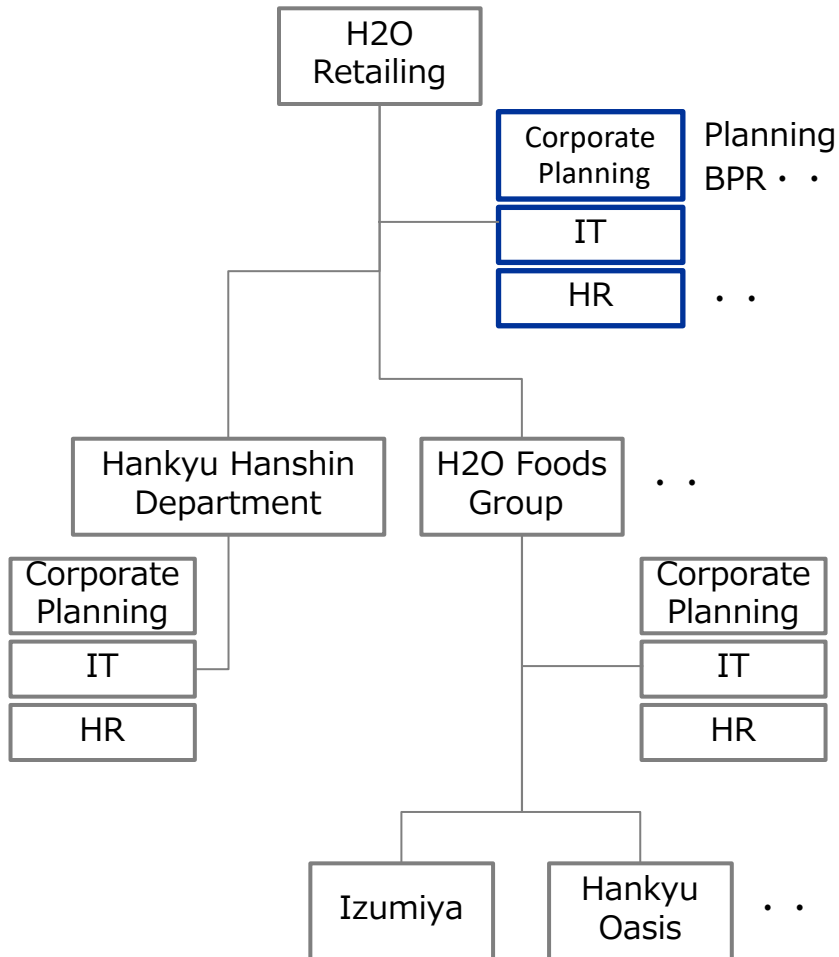 H2O
Retailing
Corporate
Planning
Planning
BPR・・
IT
HR
・・
Hankyu Hanshin
Department
H2O Foods
Group
・・
Corporate
Planning
IT
HR
Corporate
Planning
IT
HR
Izumiya
Hankyu
Oasis
・・